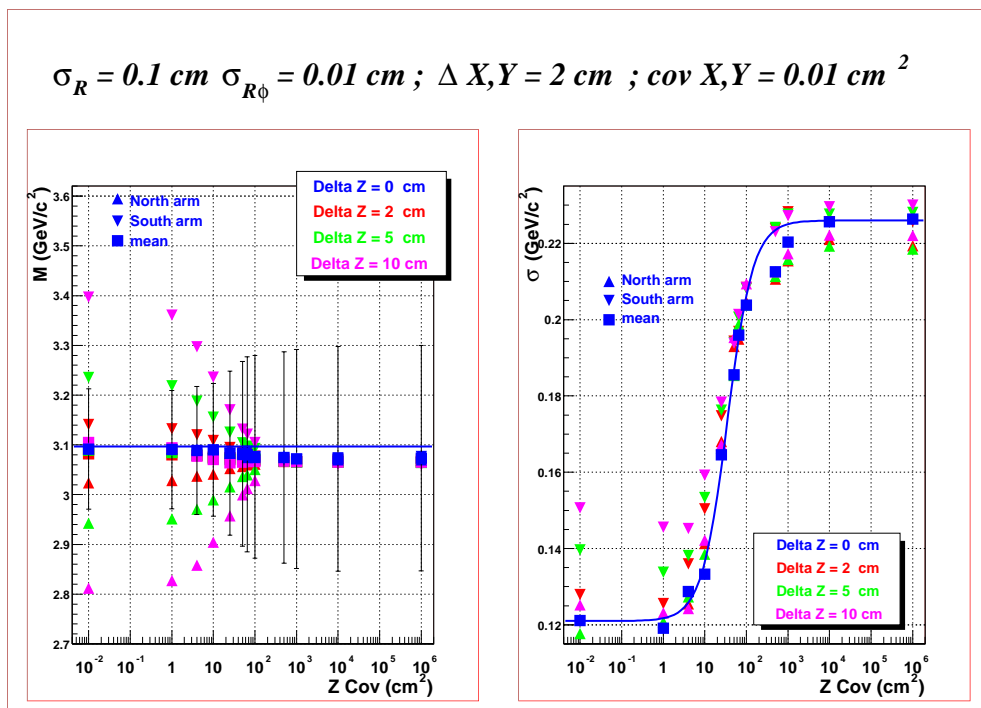 σR = 0.1 cm σRϕ = 0.01 cm ; Δ X,Y = 2 cm ; cov X,Y = 0.01 cm 2
M (GeV/c2)
3.6
3.5
3.4
3.3
3.2
3.1
3
2.9
2.8
2.7
North arm
South arm
mean
Delta Z = 0 cm
Delta Z = 2 cm
Delta Z = 5 cm
Delta Z = 10 cm
10-2 10-1 1 10 102 103 104 105 106
Z Cov (cm2)
σ (GeV/c2)
0.22
0.2
0.18
0.16
0.14
0.12
North arm
South arm
mean
Delta Z = 0 cm
Delta Z = 2 cm
Delta Z = 5 cm
Delta Z = 10 cm
10-2 10-1 1 10 102 103 104 105 106
Z Cov (cm2)